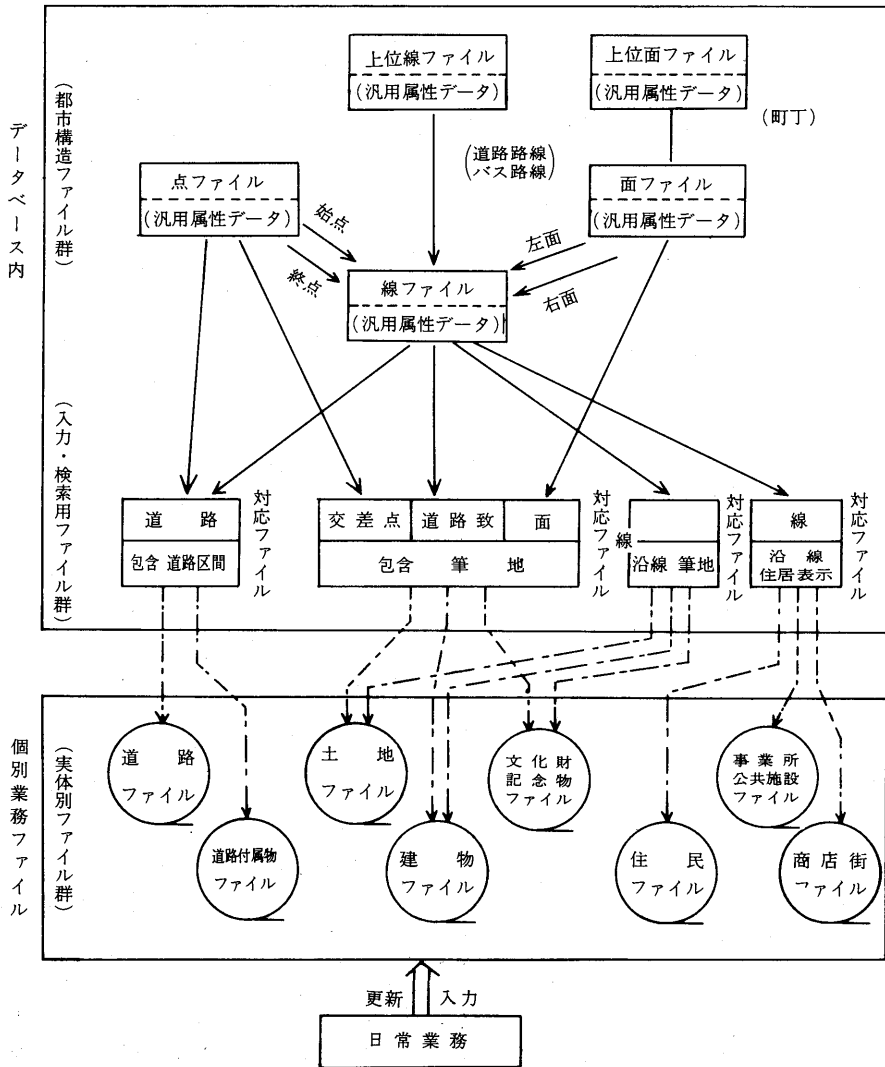 データベース内
(都市構造ファイル群)
上位線ファイル
(汎用属性データ)
上位面ファイル
(汎用属性データ)
(町丁)
(道路路線
バス路線)
点ファイル
(汎用属性データ)
面ファイル
(汎用属性データ)
始点
終点
左面
右面
線ファイル
(汎用属性データ)
(入力・検索用ファイル群)
道路
包含道路区間
対応ファイル
交差点
道路致
面
包含筆地
対応ファイル
線
沿線筆地
対応ファイル
線
沿線
住居表示
対応ファイル
個別業務ファイル
(実体別ファイル群)
道路
ファイル
土地
ファイル
文化財
記念物
ファイル
事業所
公共施設
ファイル
道路付属物
ファイル
建物
ファイル
住民
ファイル
商店街
ファイル
更新
入力
日常業務